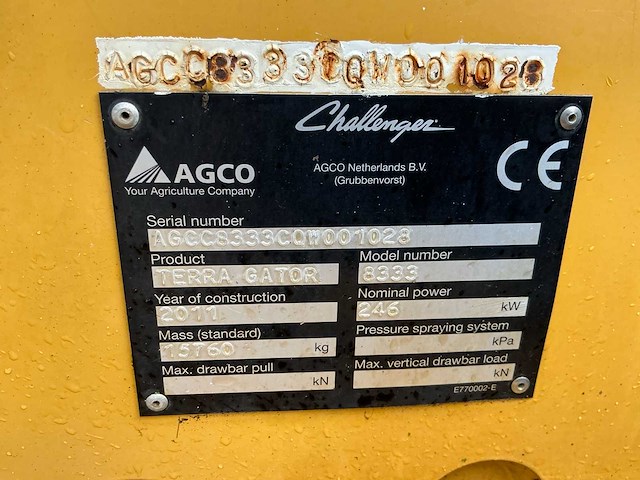 AGCC8333CQW001028
Challenger
AGCO
Your Agriculture Company
AGCO Netherlands B.V.
(Grubbenvorst)
CE
Serial number
AGCC8333CQW001028
Product
TERRA GATOR
Model number
8333
Year of construction
2011
Nominal power
246 kW
Mass (standard)
15760 kg
Pressure spraying system
kPa
Max. drawbar pull
kN
Max. vertical drawbar load
kN
E770002-E